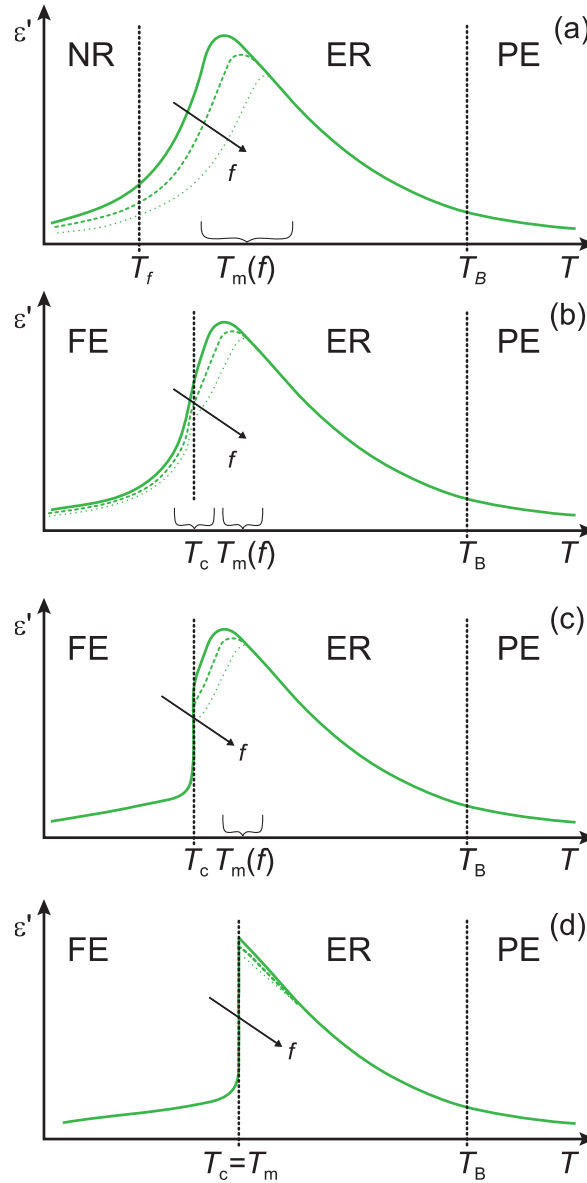 ε' NR ER PE (a)
f
T_f T_m(f) T_B T
ε' FE ER PE (b)
f
T_c T_m(f) T_B T
ε' FE ER PE (c)
f
T_c T_m(f) T_B T
ε' FE ER PE (d)
f
T_c=T_m T_B T